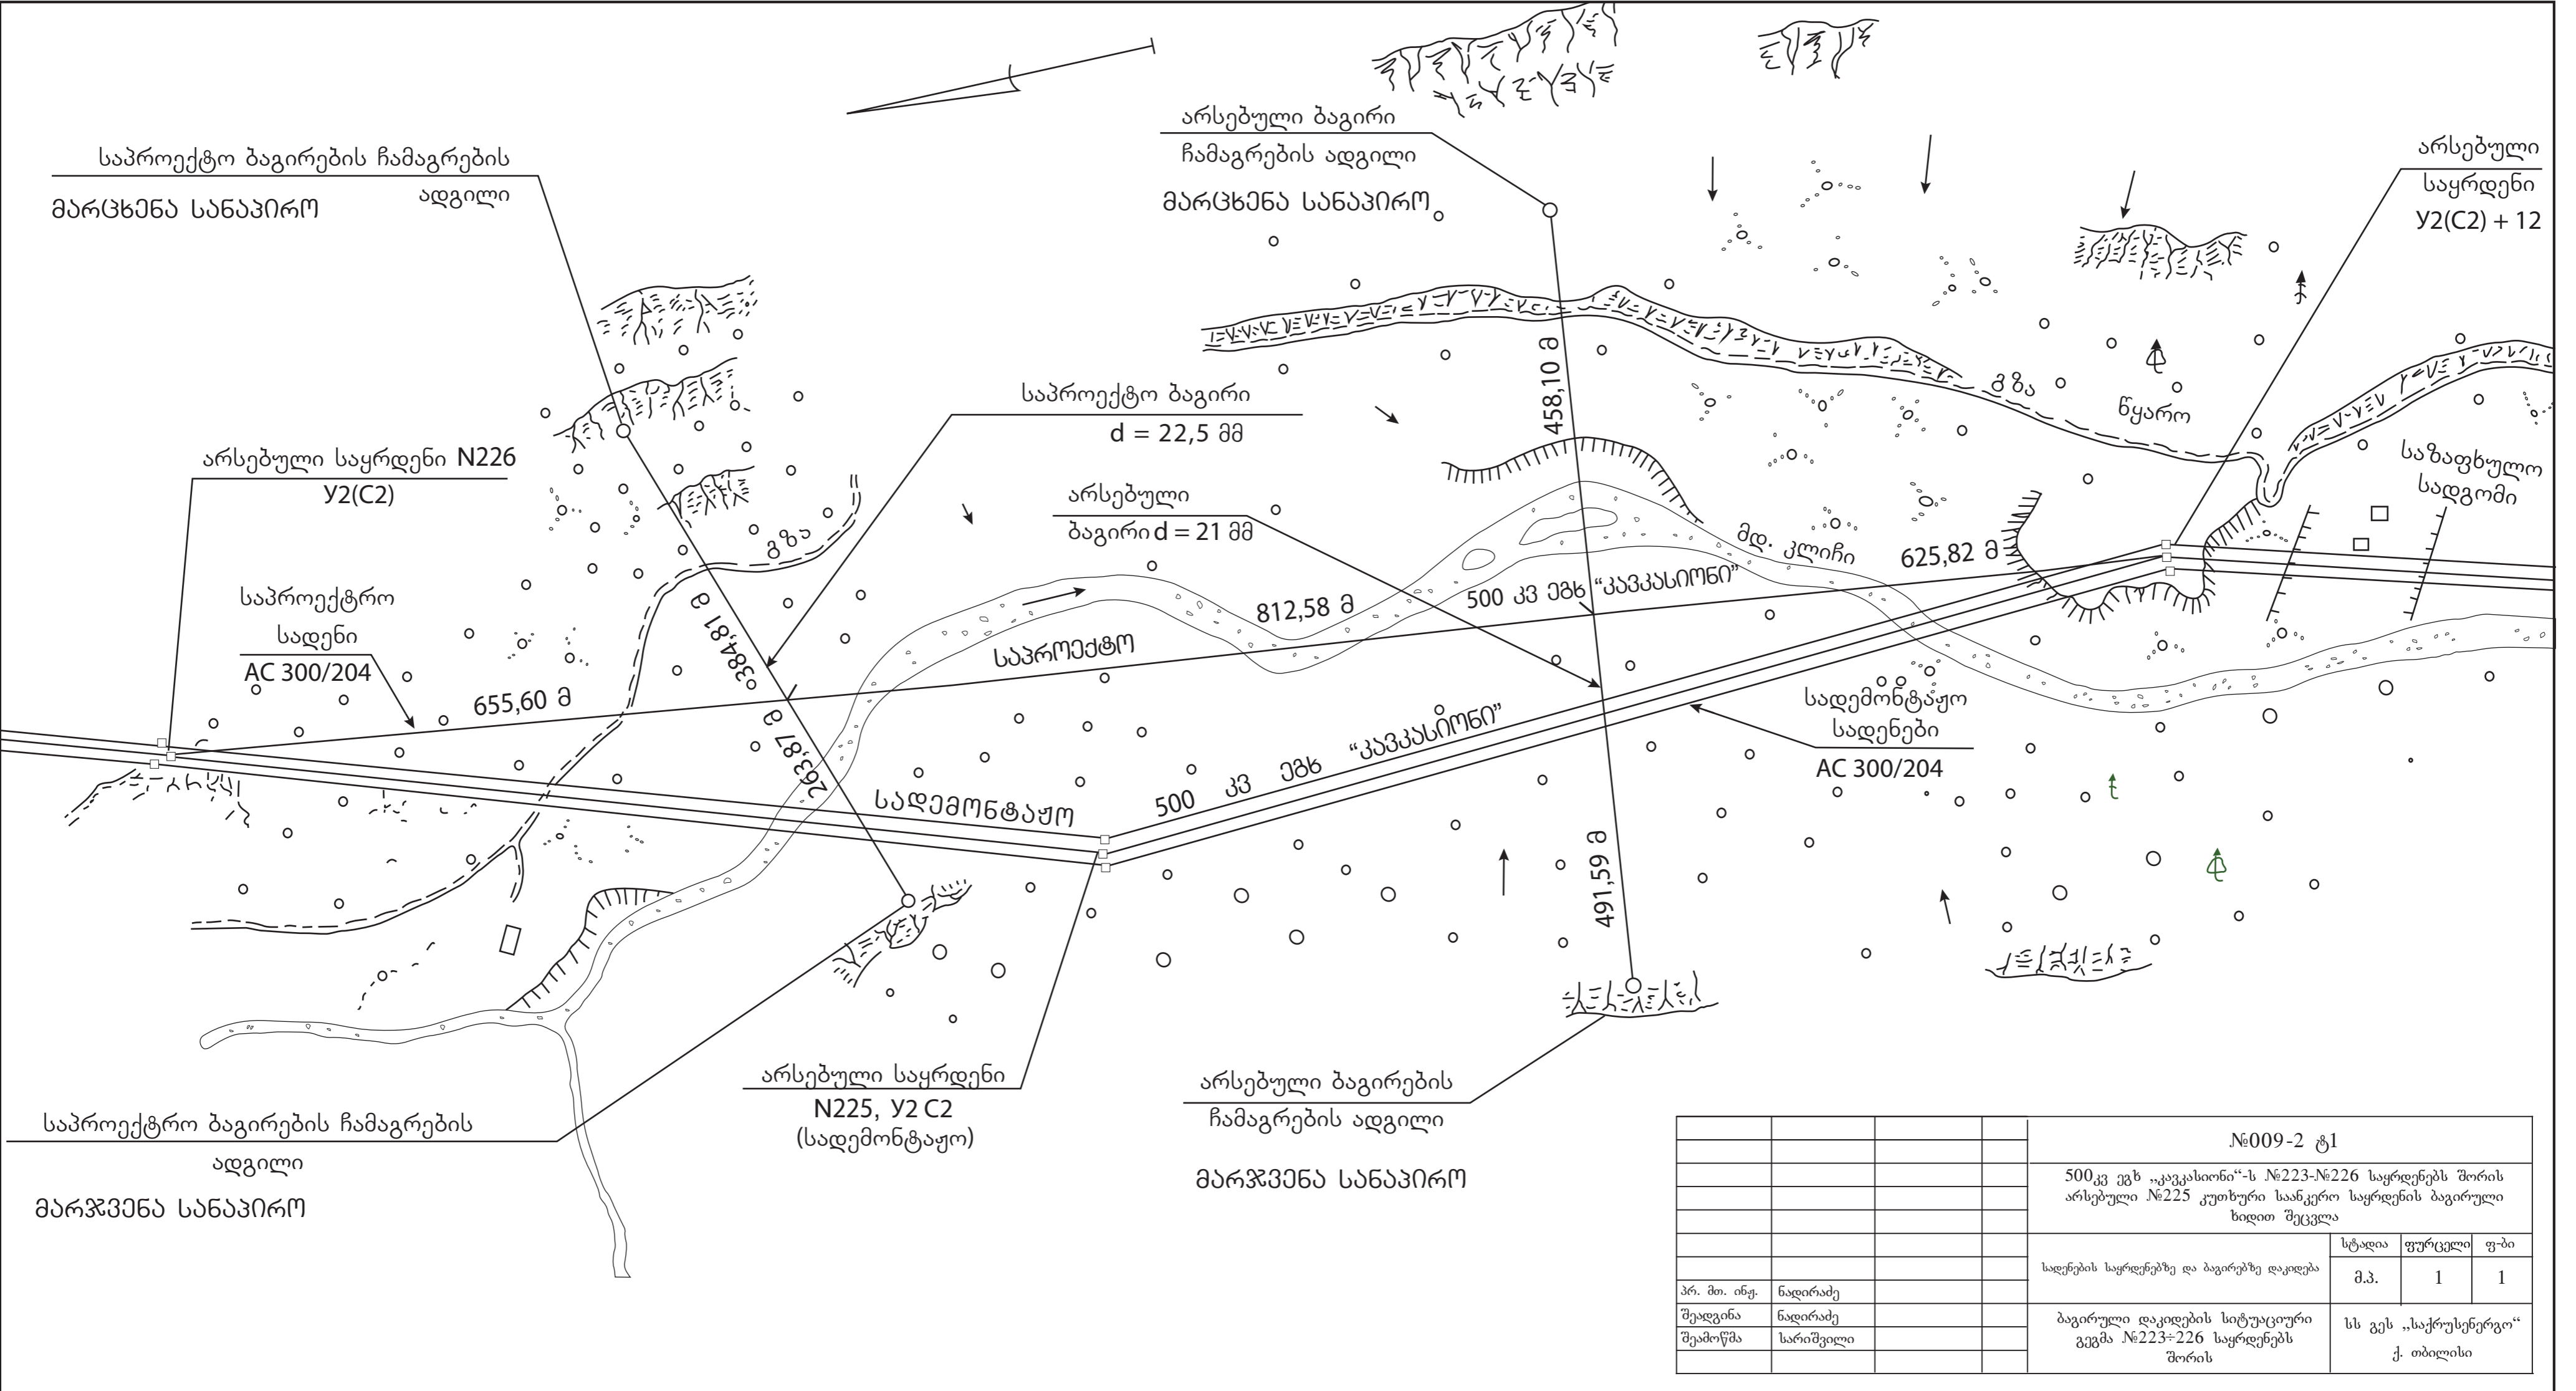 საპროექტო ბაგირების ჩამაგრების
ადგილი
მარცხენა სანაპირო
არსებული ბაგირი
ჩამაგრების ადგილი
მარცხენა სანაპირო
არსებული
საყრდენი
У2(C2) + 12
საპროექტო ბაგირი
d = 22,5 მმ
458,10 მ
გზა
წყარო
საზაფხულო
სადგომი
არსებული საყრდენი N226
У2(C2)
გზა
არსებული
ბაგირი d = 21 მმ
მდ. კლიჩი
625,82 მ
500 კვ ეგხ “კავკასიონი”
812,58 მ
საპროექტო
საპროექტრო
სადენი
AC 300/204
655,60 მ
384,81 მ
263,87 მ
სადემონტაჟო
500 კვ ეგხ “კავკასიონი”
სადემონტაჟო
სადენები
AC 300/204
491,59 მ
არსებული საყრდენი
N225, У2 C2
(სადემონტაჟო)
არსებული ბაგირების
ჩამაგრების ადგილი
მარჯვენა სანაპირო
საპროექტრო ბაგირების ჩამაგრების
ადგილი
მარჯვენა სანაპირო
№009-2 ტ1
500კვ ეგხ „კავკასიონი“-ს №223-№226 საყრდენებს შორის
არსებული №225 კუთხური საანკერო საყრდენის ბაგირული
ხიდით შეცვლა
სადენების საყრდენებზე და ბაგირებზე დაკიდება
სტადია ფურცელი ფ-ბი
მ.პ. 1 1
პრ. მთ. ინჟ. ნადირაძე
შეადგინა ნადირაძე
შეამოწმა სარიშვილი
ბაგირული დაკიდების სიტუაციური
გეგმა №223÷226 საყრდენებს
შორის
სს გეს „საქრუსენერგო“
ქ. თბილისი